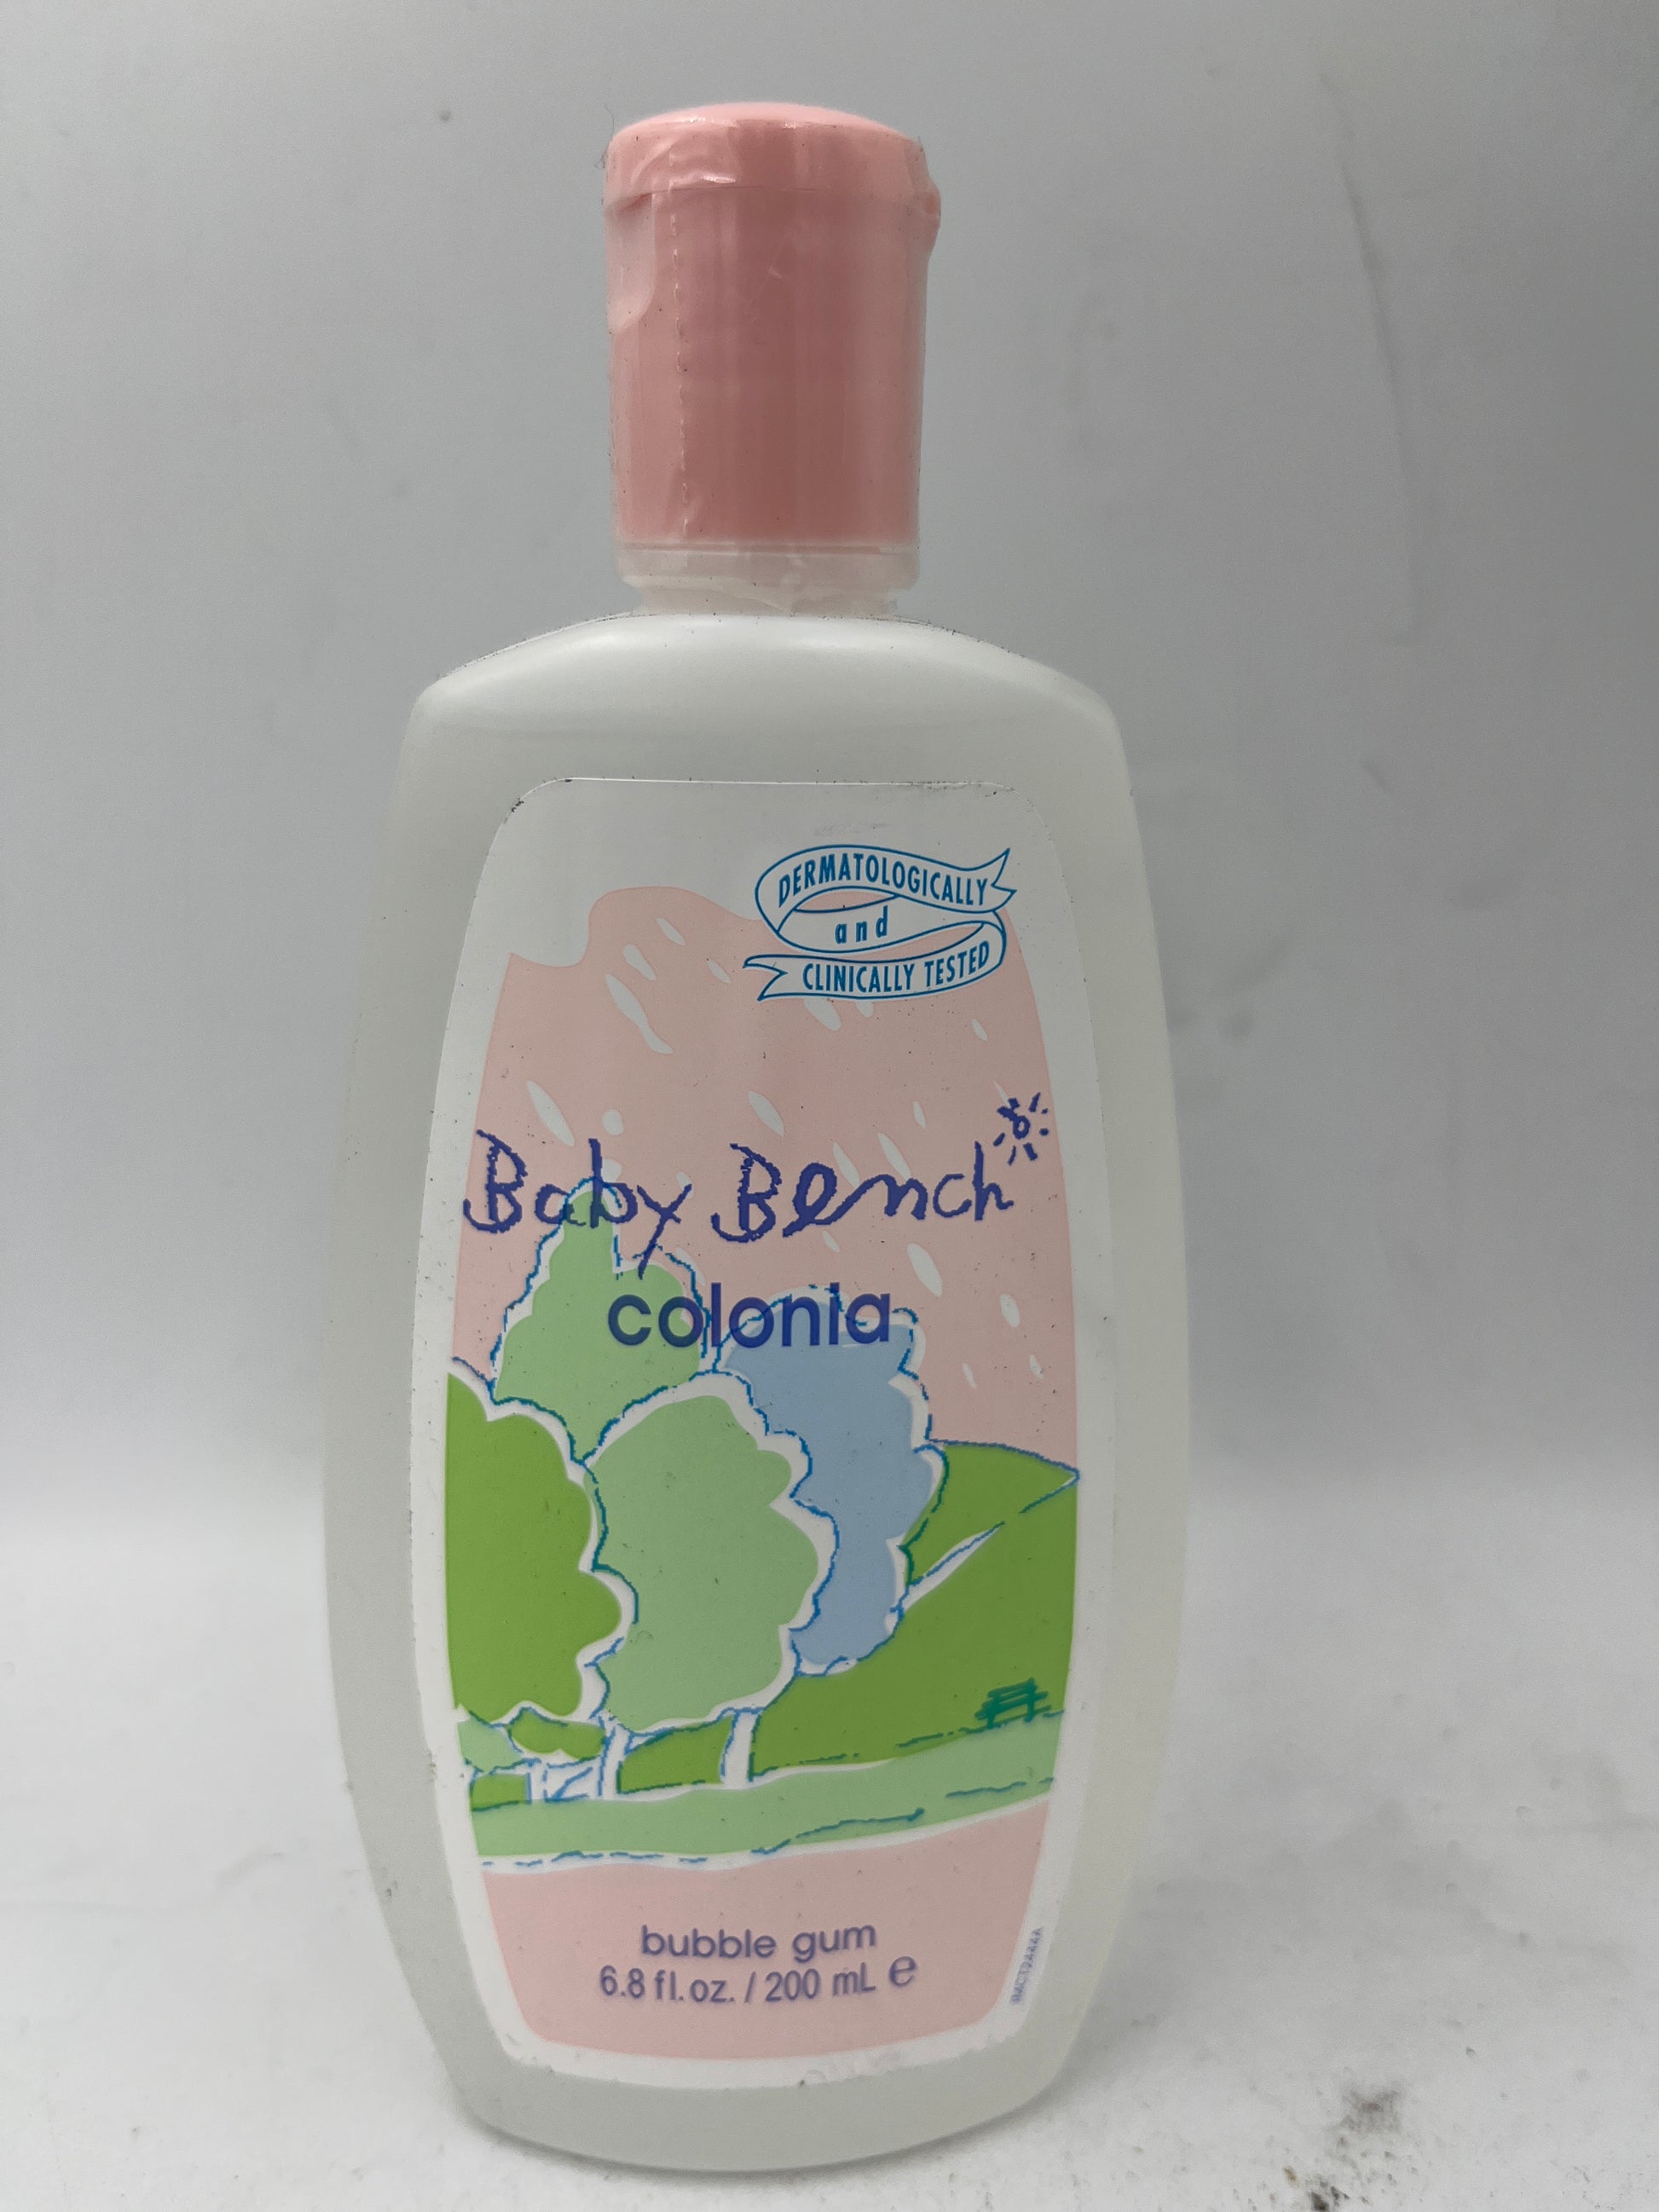 DERMATOLOGICALLY
and
CLINICALLY TESTED
Baby Bench
colonia
bubble gum
6.8 fl.oz. / 200 mL ℮